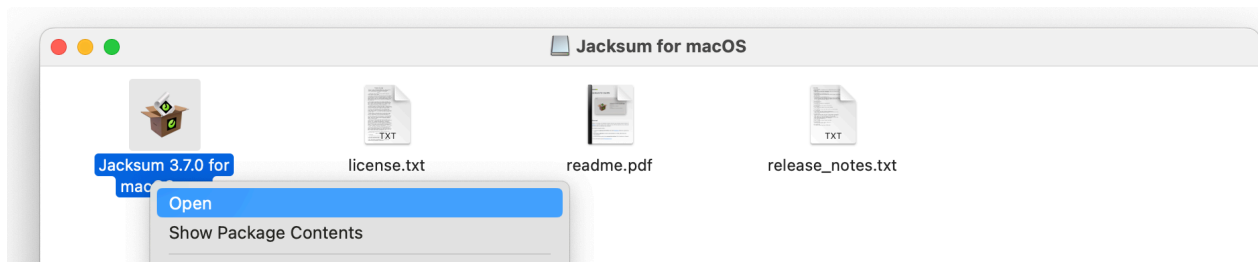 Jacksum for macOS
Jacksum 3.7.0 for
mac
license.txt
readme.pdf
release_notes.txt
TXT
TXT
Open
Show Package Contents